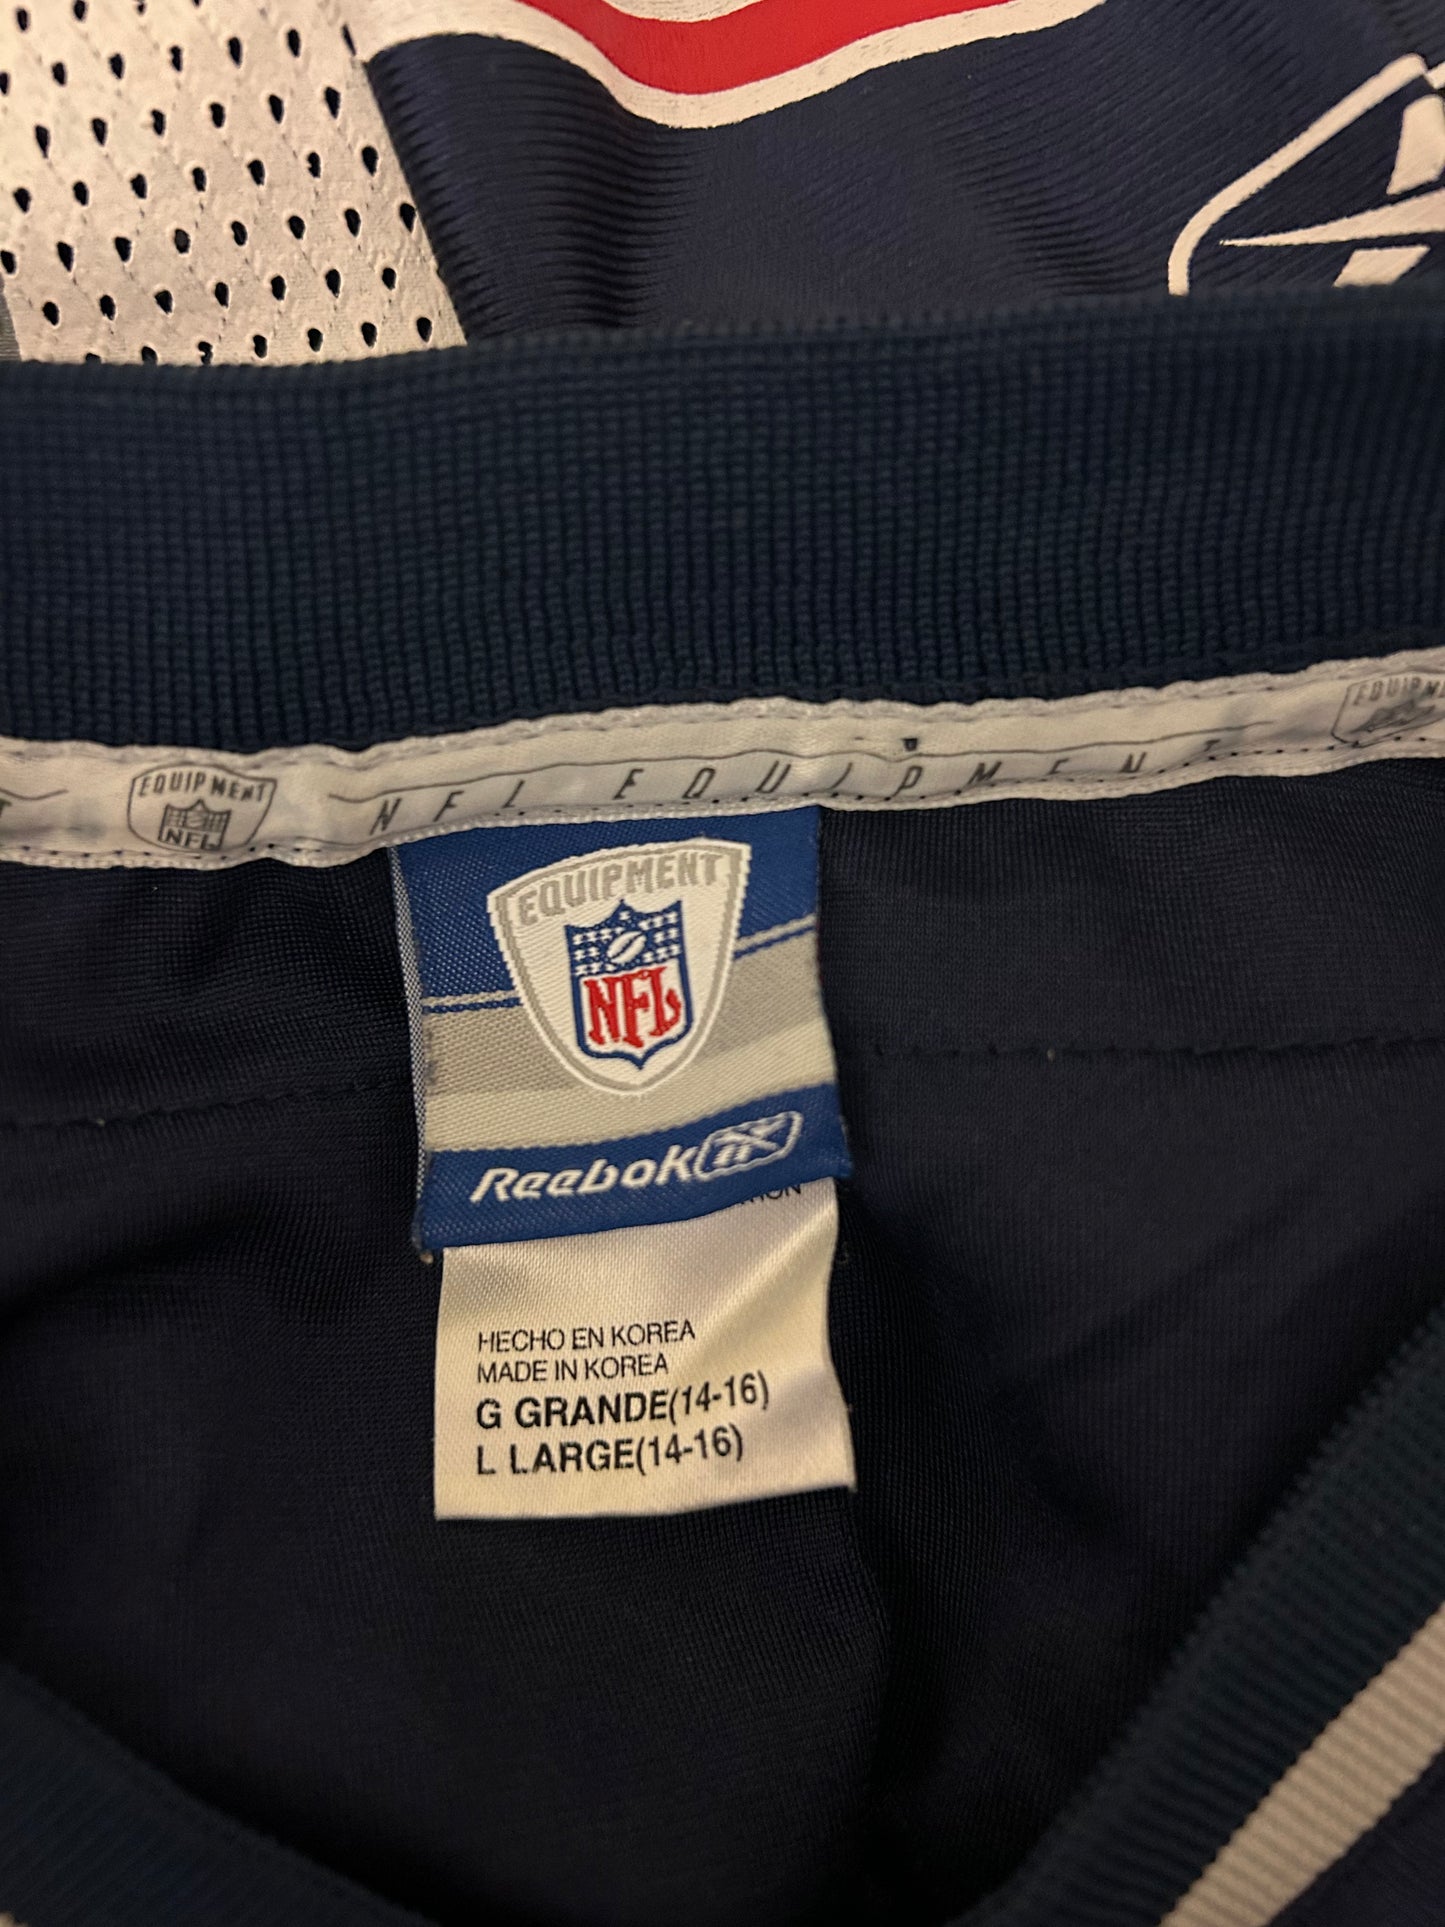 EQUIPMENT
NFL
NFL EQUIPMENT
EQUIPMENT
NFL
Reebok
HECHO EN KOREA
MADE IN KOREA
G GRANDE(14-16)
L LARGE(14-16)